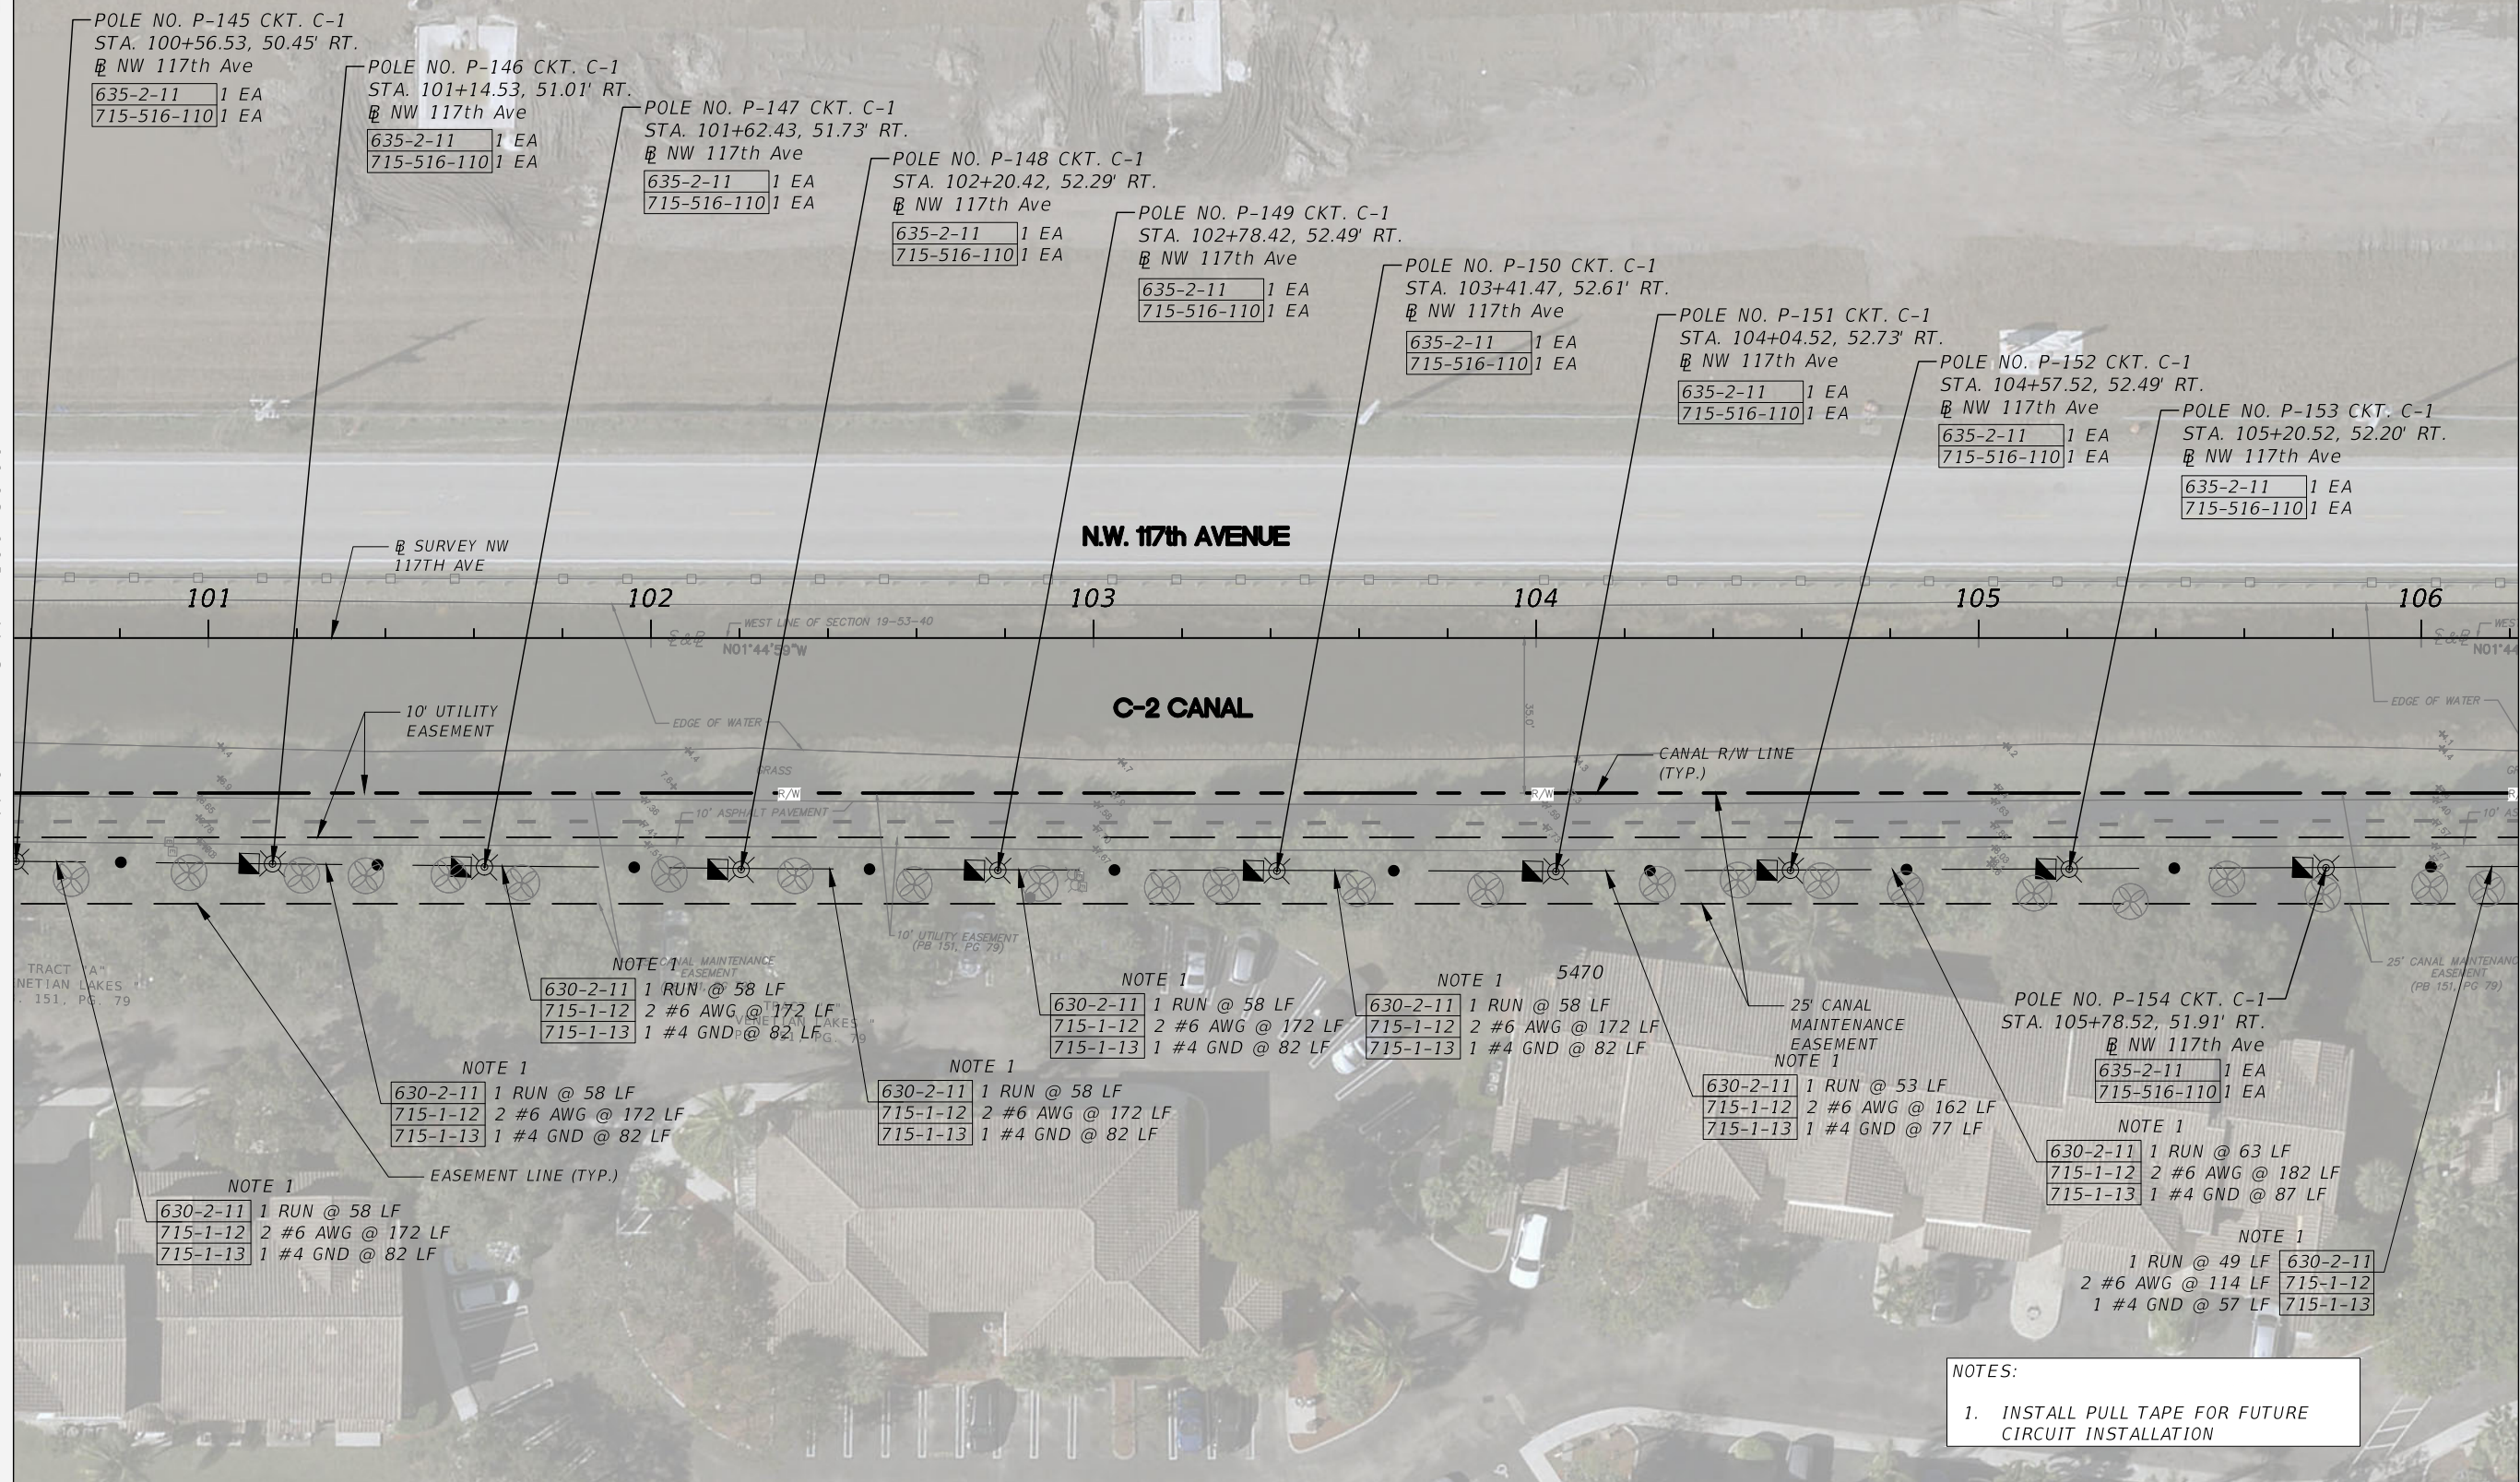 POLE NO. P-145 CKT. C-1
STA. 100+56.53, 50.45' RT.
BL NW 117th Ave
635-2-11 1 EA
715-516-110 1 EA
POLE NO. P-146 CKT. C-1
STA. 101+14.53, 51.01' RT.
BL NW 117th Ave
635-2-11 1 EA
715-516-110 1 EA
POLE NO. P-147 CKT. C-1
STA. 101+62.43, 51.73' RT.
BL NW 117th Ave
635-2-11 1 EA
715-516-110 1 EA
POLE NO. P-148 CKT. C-1
STA. 102+20.42, 52.29' RT.
BL NW 117th Ave
635-2-11 1 EA
715-516-110 1 EA
POLE NO. P-149 CKT. C-1
STA. 102+78.42, 52.49' RT.
BL NW 117th Ave
635-2-11 1 EA
715-516-110 1 EA
POLE NO. P-150 CKT. C-1
STA. 103+41.47, 52.61' RT.
BL NW 117th Ave
635-2-11 1 EA
715-516-110 1 EA
POLE NO. P-151 CKT. C-1
STA. 104+04.52, 52.73' RT.
BL NW 117th Ave
635-2-11 1 EA
715-516-110 1 EA
POLE NO. P-152 CKT. C-1
STA. 104+57.52, 52.49' RT.
BL NW 117th Ave
635-2-11 1 EA
715-516-110 1 EA
POLE NO. P-153 CKT. C-1
STA. 105+20.52, 52.20' RT.
BL NW 117th Ave
635-2-11 1 EA
715-516-110 1 EA
N.W. 117th AVENUE
BL SURVEY NW
117TH AVE
101 102 103 104 105 106
WEST LINE OF SECTION 19-53-40
N01°44'59"W
WES
N01°44
10' UTILITY
EASEMENT
C-2 CANAL
35.0'
EDGE OF WATER
EDGE OF WATER
CANAL R/W LINE
(TYP.)
GRASS
R/W
R/W
10' ASPHALT PAVEMENT
10' AS
10' UTILITY EASEMENT
(PB 151, PG 79)
TRACT "A"
NETIAN LAKES "
. 151, PG. 79
CANAL MAINTENANCE
EASEMENT
VENETIAN LAKES "
25' CANAL MAINTENANC
EASEMENT
(PB 151, PG 79)
NOTE 1
630-2-11 1 RUN @ 58 LF
715-1-12 2 #6 AWG @ 172 LF
715-1-13 1 #4 GND @ 82 LF
NOTE 1
630-2-11 1 RUN @ 58 LF
715-1-12 2 #6 AWG @ 172 LF
715-1-13 1 #4 GND @ 82 LF
NOTE 1
630-2-11 1 RUN @ 58 LF
715-1-12 2 #6 AWG @ 172 LF
715-1-13 1 #4 GND @ 82 LF
5470
25' CANAL
MAINTENANCE
EASEMENT
POLE NO. P-154 CKT. C-1
STA. 105+78.52, 51.91' RT.
BL NW 117th Ave
635-2-11 1 EA
715-516-110 1 EA
NOTE 1
630-2-11 1 RUN @ 58 LF
715-1-12 2 #6 AWG @ 172 LF
715-1-13 1 #4 GND @ 82 LF
NOTE 1
630-2-11 1 RUN @ 58 LF
715-1-12 2 #6 AWG @ 172 LF
715-1-13 1 #4 GND @ 82 LF
NOTE 1
630-2-11 1 RUN @ 53 LF
715-1-12 2 #6 AWG @ 162 LF
715-1-13 1 #4 GND @ 77 LF
NOTE 1
630-2-11 1 RUN @ 63 LF
715-1-12 2 #6 AWG @ 182 LF
715-1-13 1 #4 GND @ 87 LF
EASEMENT LINE (TYP.)
NOTE 1
630-2-11 1 RUN @ 58 LF
715-1-12 2 #6 AWG @ 172 LF
715-1-13 1 #4 GND @ 82 LF
NOTE 1
1 RUN @ 49 LF 630-2-11
2 #6 AWG @ 114 LF 715-1-12
1 #4 GND @ 57 LF 715-1-13
NOTES:
1. INSTALL PULL TAPE FOR FUTURE
CIRCUIT INSTALLATION